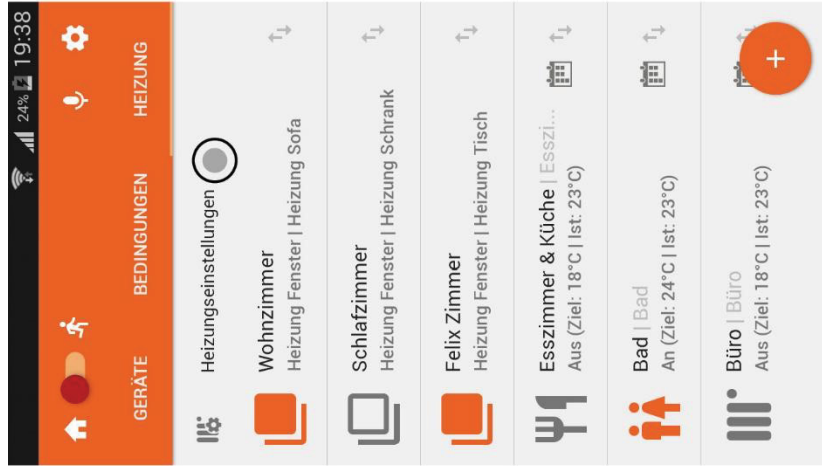 24% 19:38
GERÄTE BEDINGUNGEN HEIZUNG
Heizungseinstellungen
Wohnzimmer
Heizung Fenster | Heizung Sofa
Schlafzimmer
Heizung Fenster | Heizung Schrank
Felix Zimmer
Heizung Fenster | Heizung Tisch
Esszimmer & Küche | Esszi...
Aus (Ziel: 18°C | Ist: 23°C)
Bad | Bad
An (Ziel: 24°C | Ist: 23°C)
Büro | Büro
Aus (Ziel: 18°C | Ist: 23°C)
+